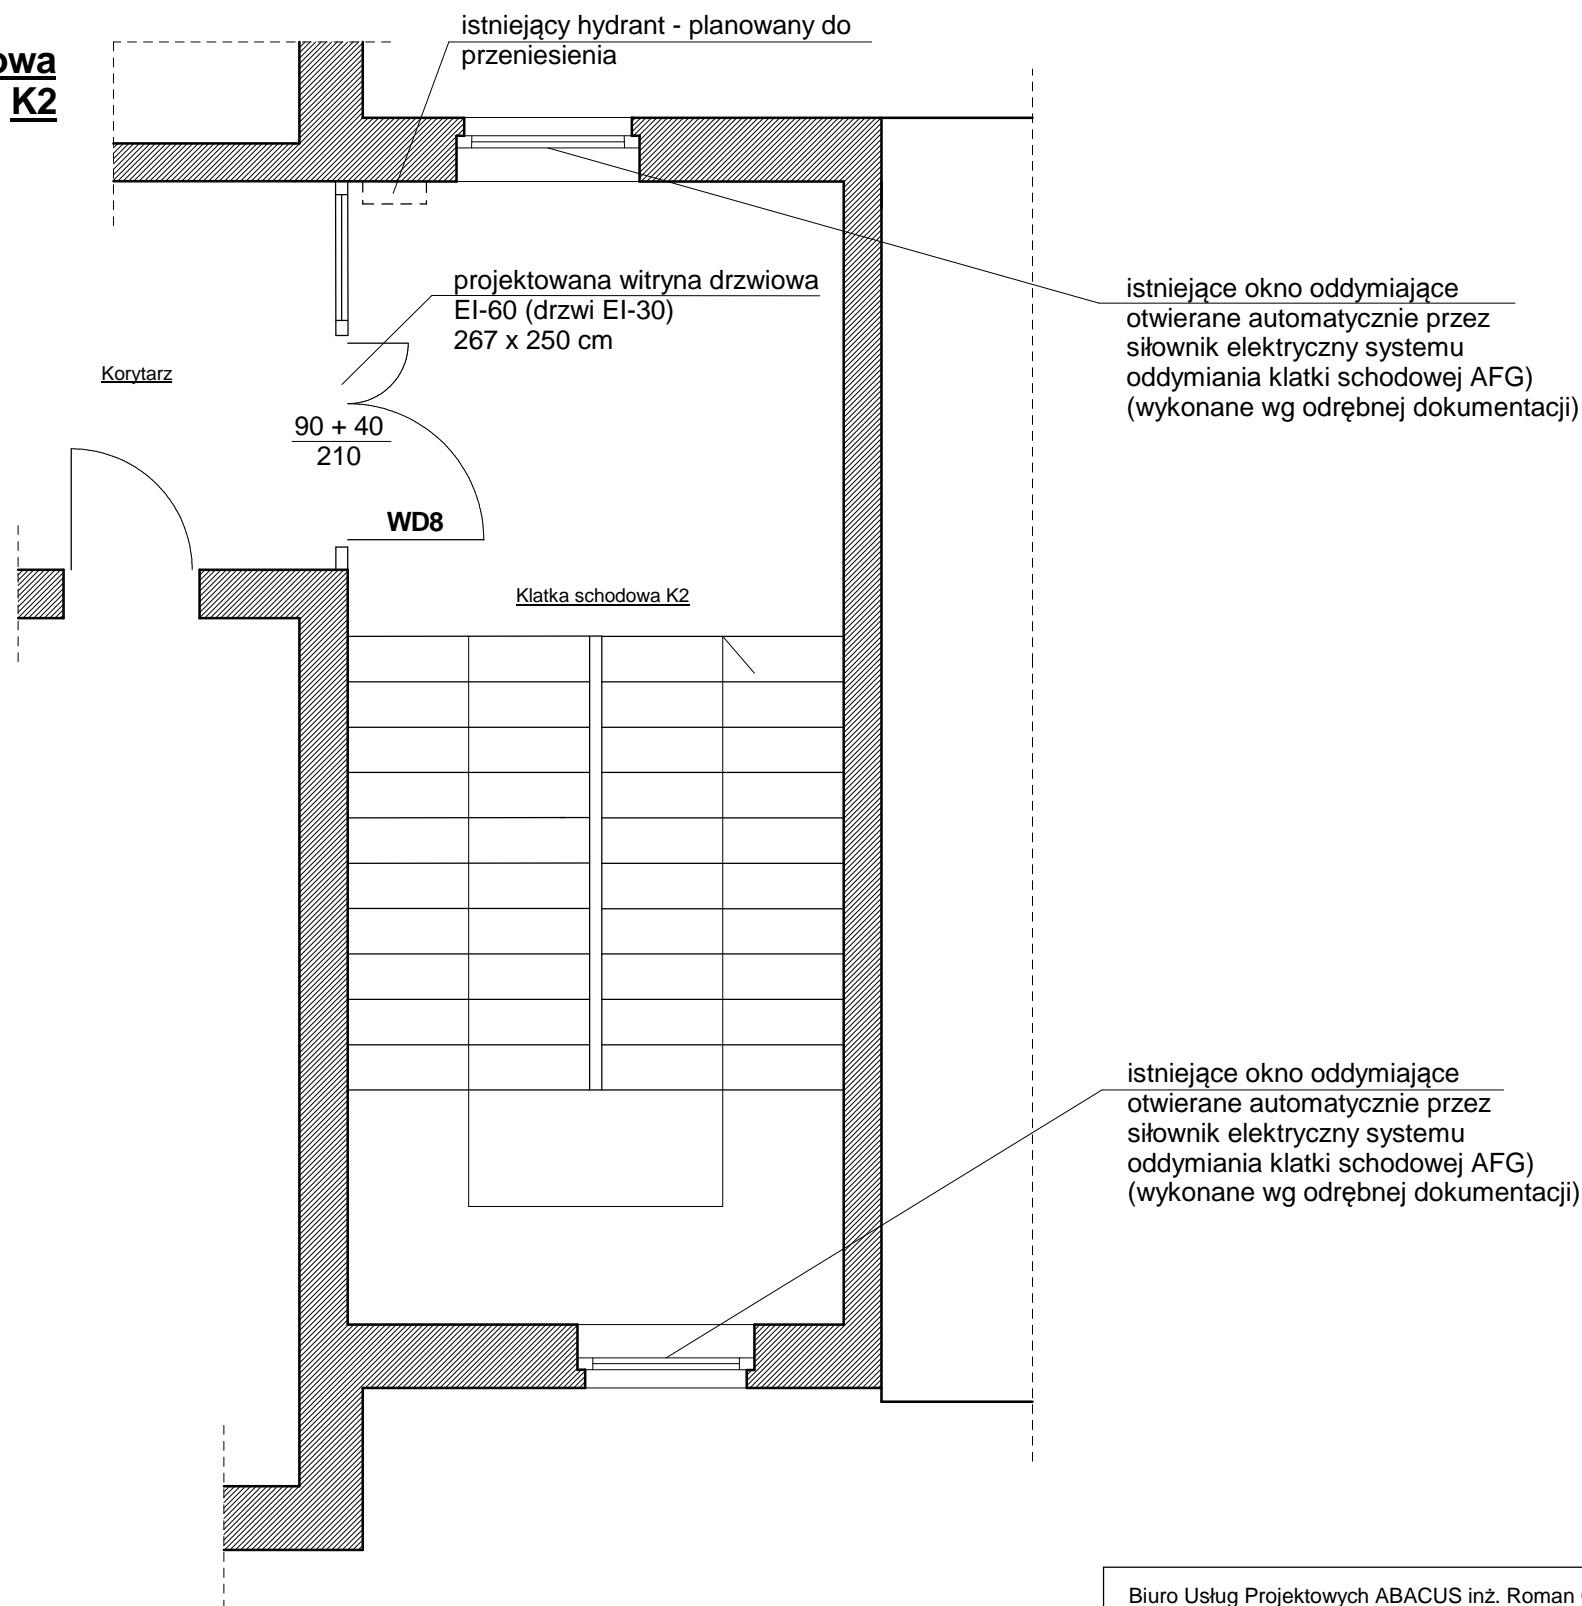 istniejący hydrant - planowany do
przeniesienia
K2
projektowana witryna drzwiowa
EI-60 (drzwi EI-30)
267 x 250 cm
istniejące okno oddymiające
otwierane automatycznie przez
siłownik elektryczny systemu
oddymiania klatki schodowej AFG)
(wykonane wg odrębnej dokumentacji)
Korytarz
90 + 40
210
WD8
Klatka schodowa K2
istniejące okno oddymiające
otwierane automatycznie przez
siłownik elektryczny systemu
oddymiania klatki schodowej AFG)
(wykonane wg odrębnej dokumentacji)
Biuro Usług Projektowych ABACUS inż. Roman